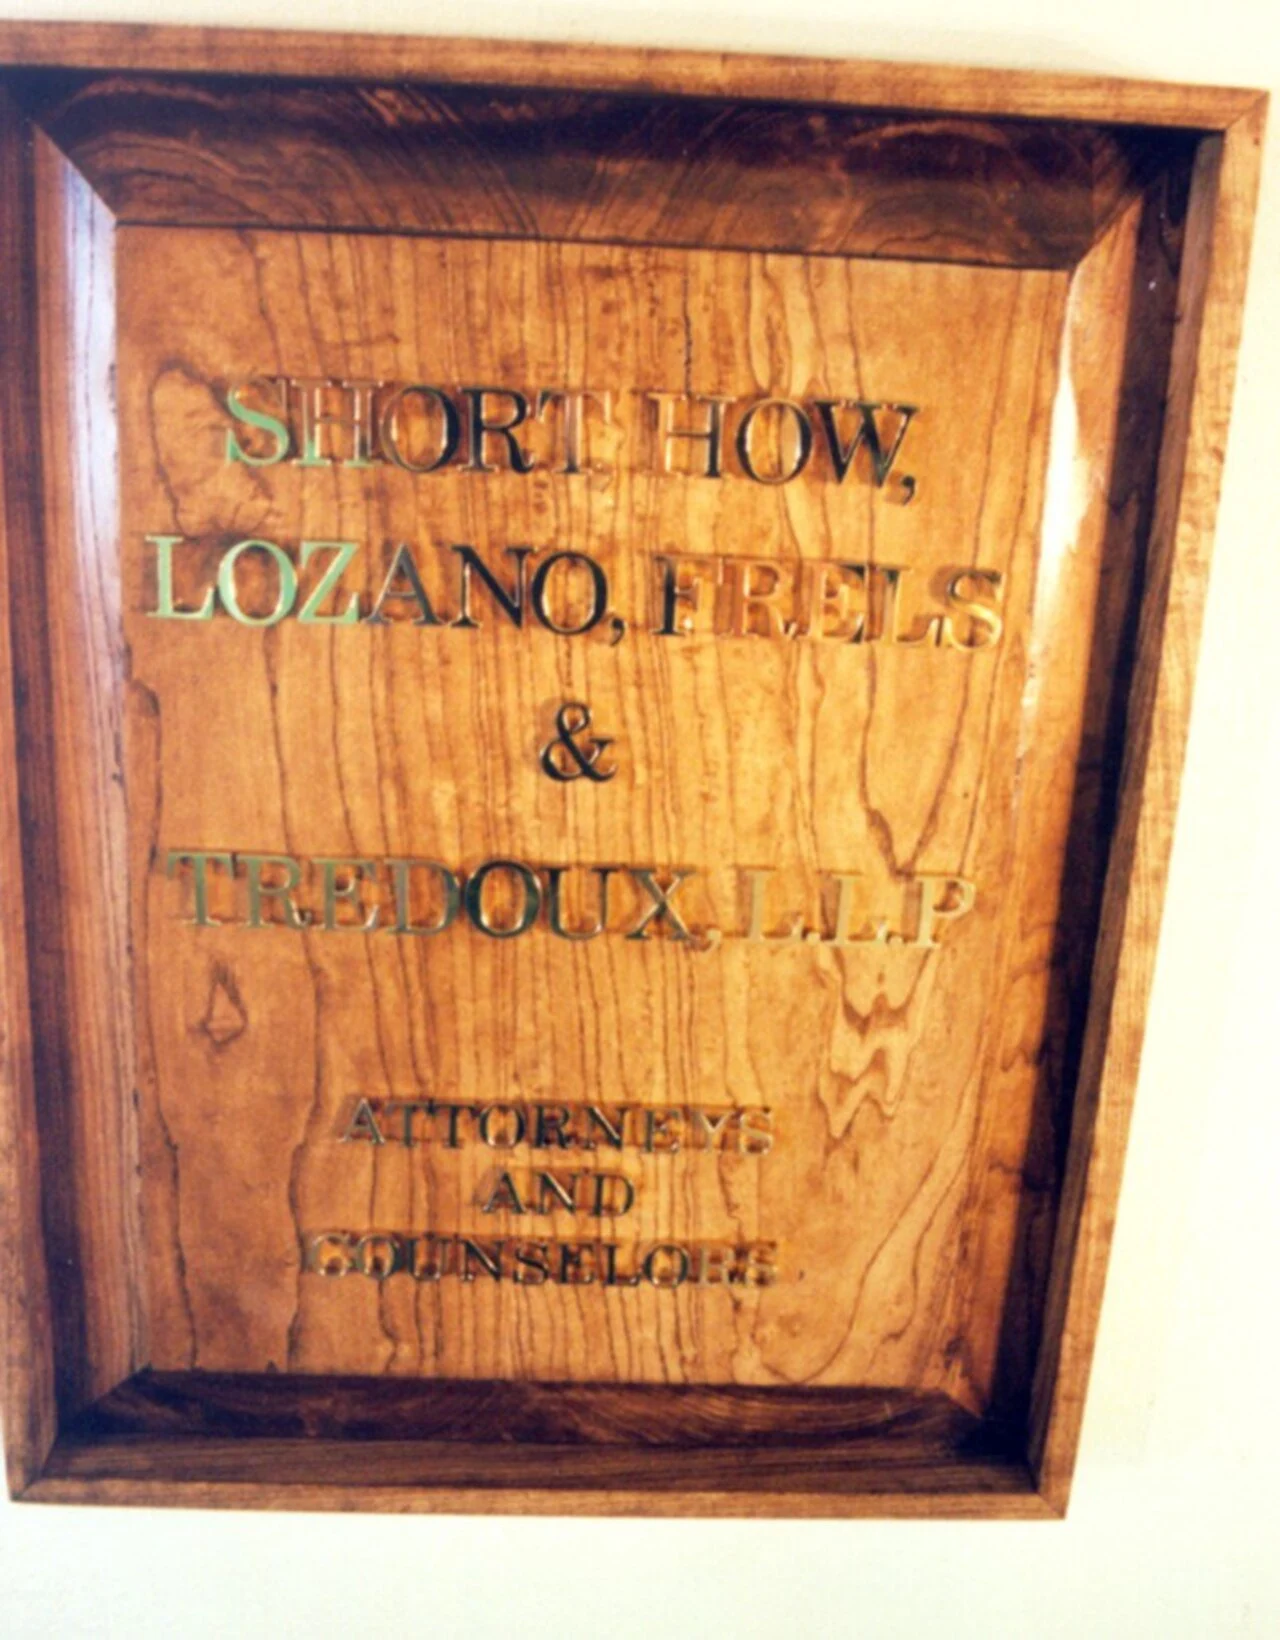 SHORT, HOW,
LOZANO, FRELS
&
TREDOUX, L.L.P
ATTORNEYS
AND
COUNSELORS